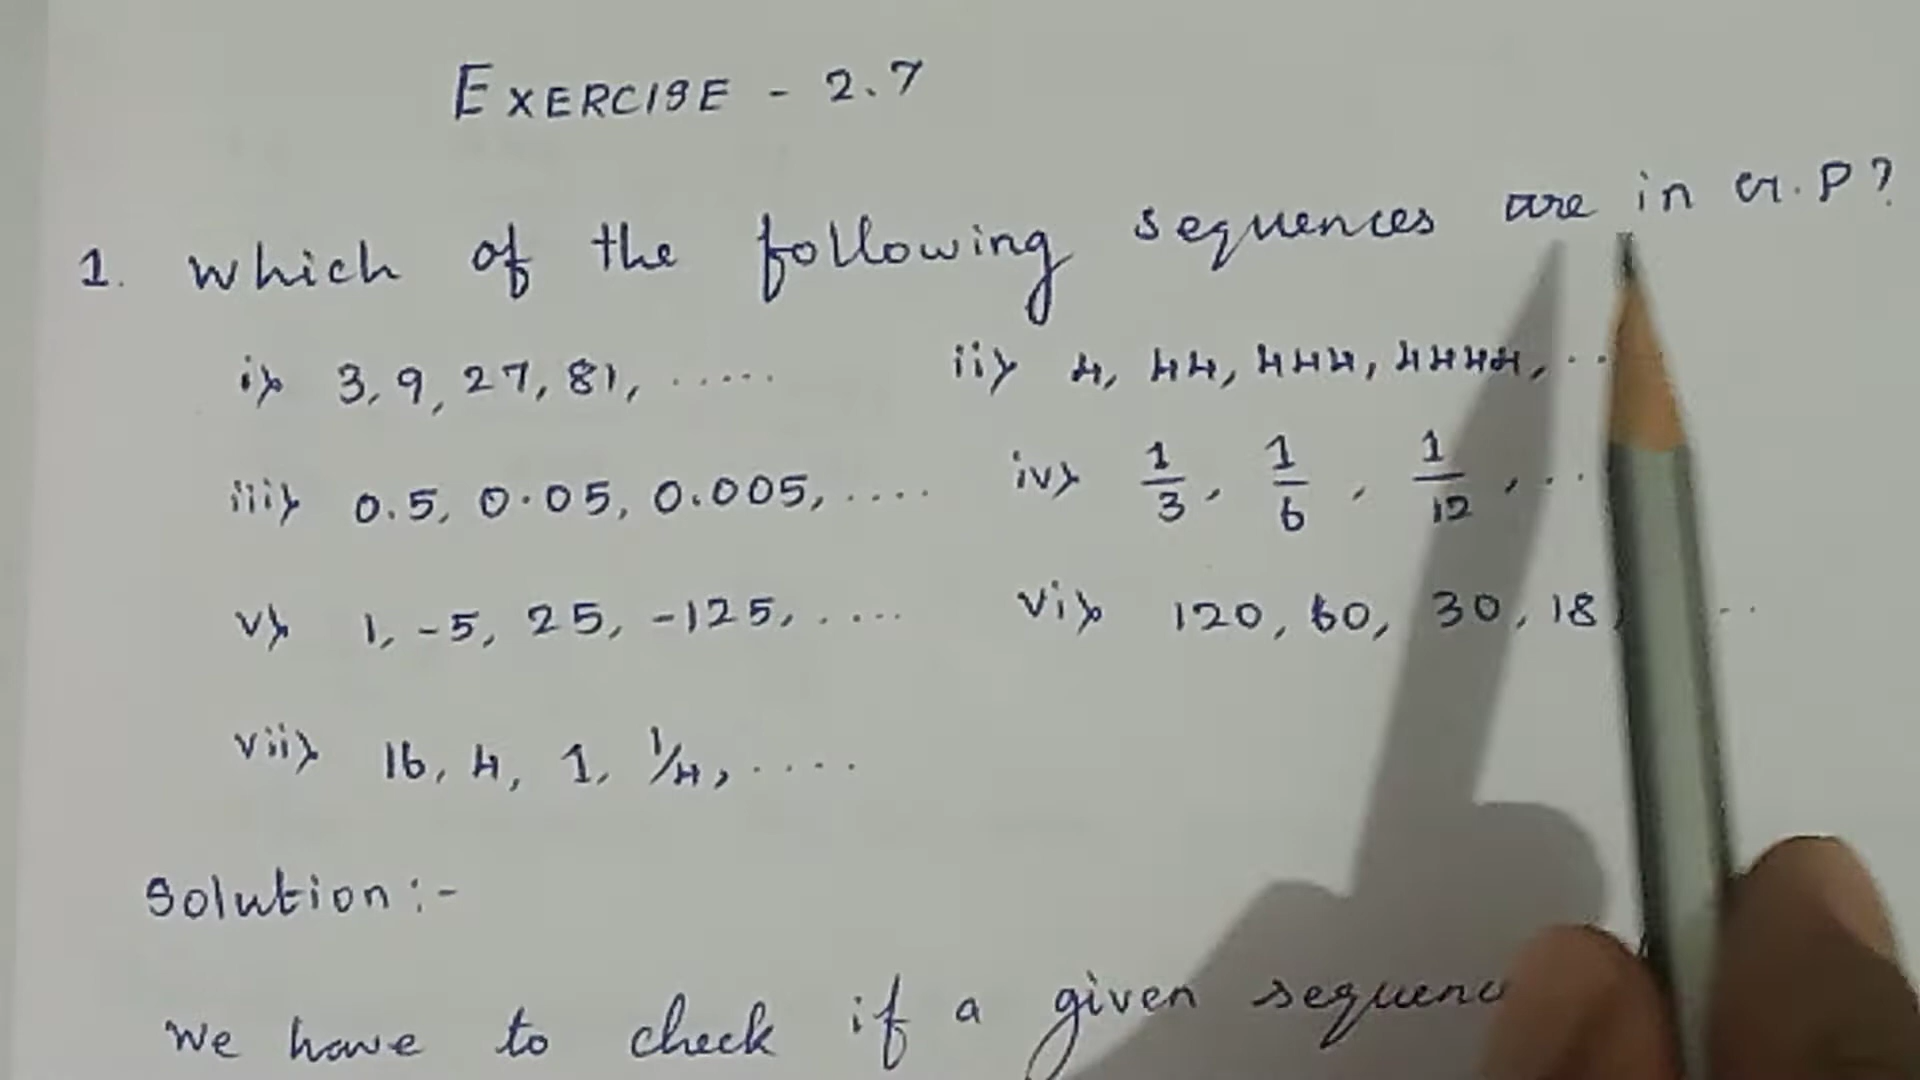 EXERCISE - 2.7
1. Which of the following sequences are in G.P?
i) 3, 9, 27, 81, ..... ii) 4, 44, 444, 4444, ..
iii) 0.5, 0.05, 0.005, .... iv) 1/3, 1/6, 1/12, ...
v) 1, -5, 25, -125, .... vi) 120, 60, 30, 18, ..
vii) 16, 4, 1, 1/4, ....
Solution :-
We have to check if a given